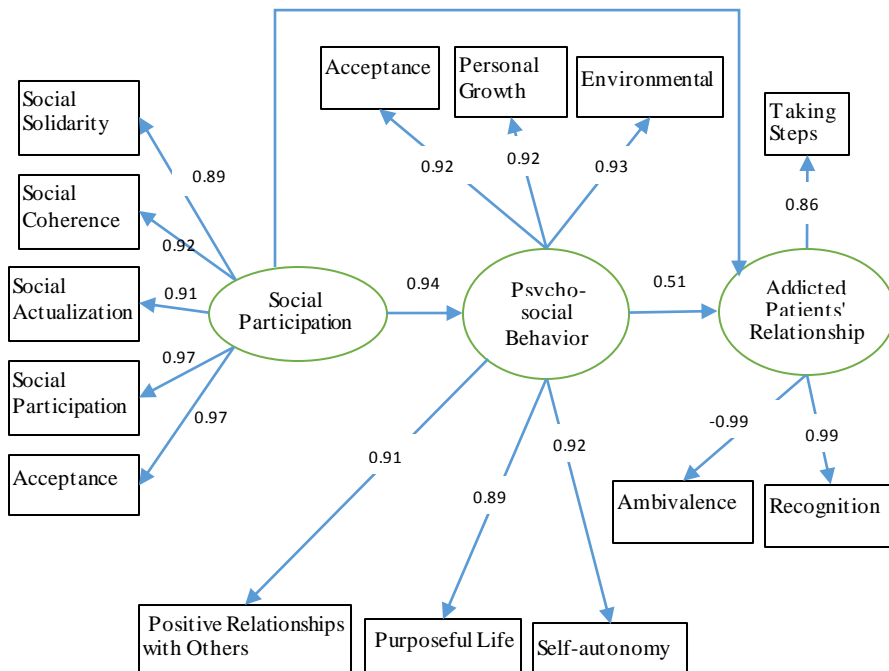 Acceptance
Personal
Growth
Environmental
Taking
Steps
Social
Solidarity
0.92
0.92
0.93
0.89
0.86
Social
Coherence
0.92
Social
Actualization
0.91
Social
Participation
0.94
Psycho-
social
Behavior
0.51
Addicted
Patients'
Relationship
Social
Participation
0.97
0.97
Acceptance
0.91
0.89
0.92
-0.99
0.99
Ambivalence
Recognition
Positive Relationships
with Others
Purposeful Life
Self-autonomy